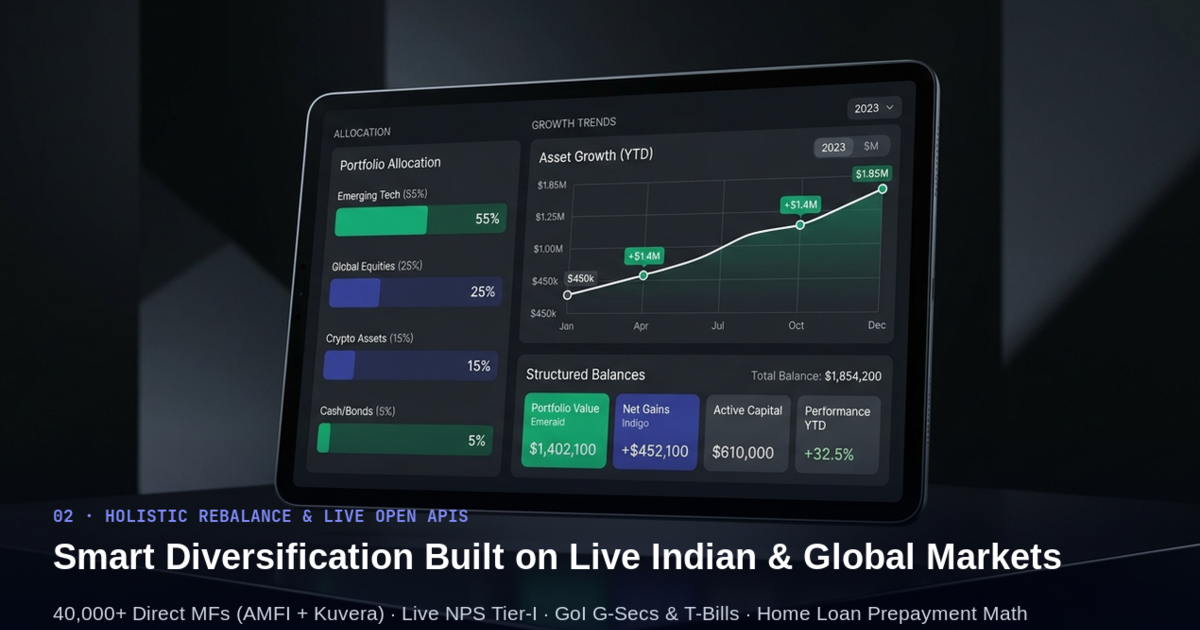 ALLOCATION
Portfolio Allocation
Emerging Tech (55%)
55%
Global Equities (25%)
25%
Crypto Assets (15%)
15%
Cash/Bonds (5%)
5%
GROWTH TRENDS
2023
Asset Growth (YTD)
2023 $M
$1.85M
$1.25M
$1.00M
$450k
$450k
$450k
+$1.4M
+$1.4M
$1.85M
Jan Apr Jul Oct Dec
Structured Balances
Total Balance: $1,854,200
Portfolio Value
Emeraid
$1,402,100
Net Gains
Indigo
+$452,100
Active Capital
$610,000
Performance
YTD
+32.5%
02 · HOLISTIC REBALANCE & LIVE OPEN APIS
Smart Diversification Built on Live Indian & Global Markets
40,000+ Direct MFs (AMFI + Kuvera) · Live NPS Tier-I · GoI G-Secs & T-Bills · Home Loan Prepayment Math